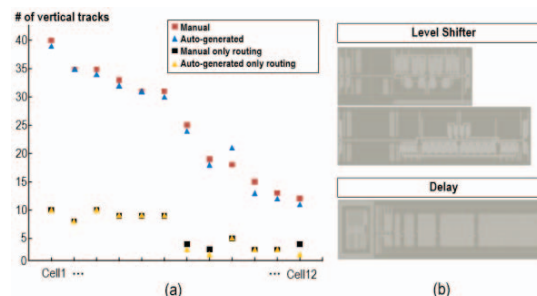 # of vertical tracks
Manual
Auto-generated
Manual only routing
Auto-generated only routing
40
35
30
25
20
15
10
5
0
Cell1 ... ... Cell12
(a)
Level Shifter
Delay
(b)